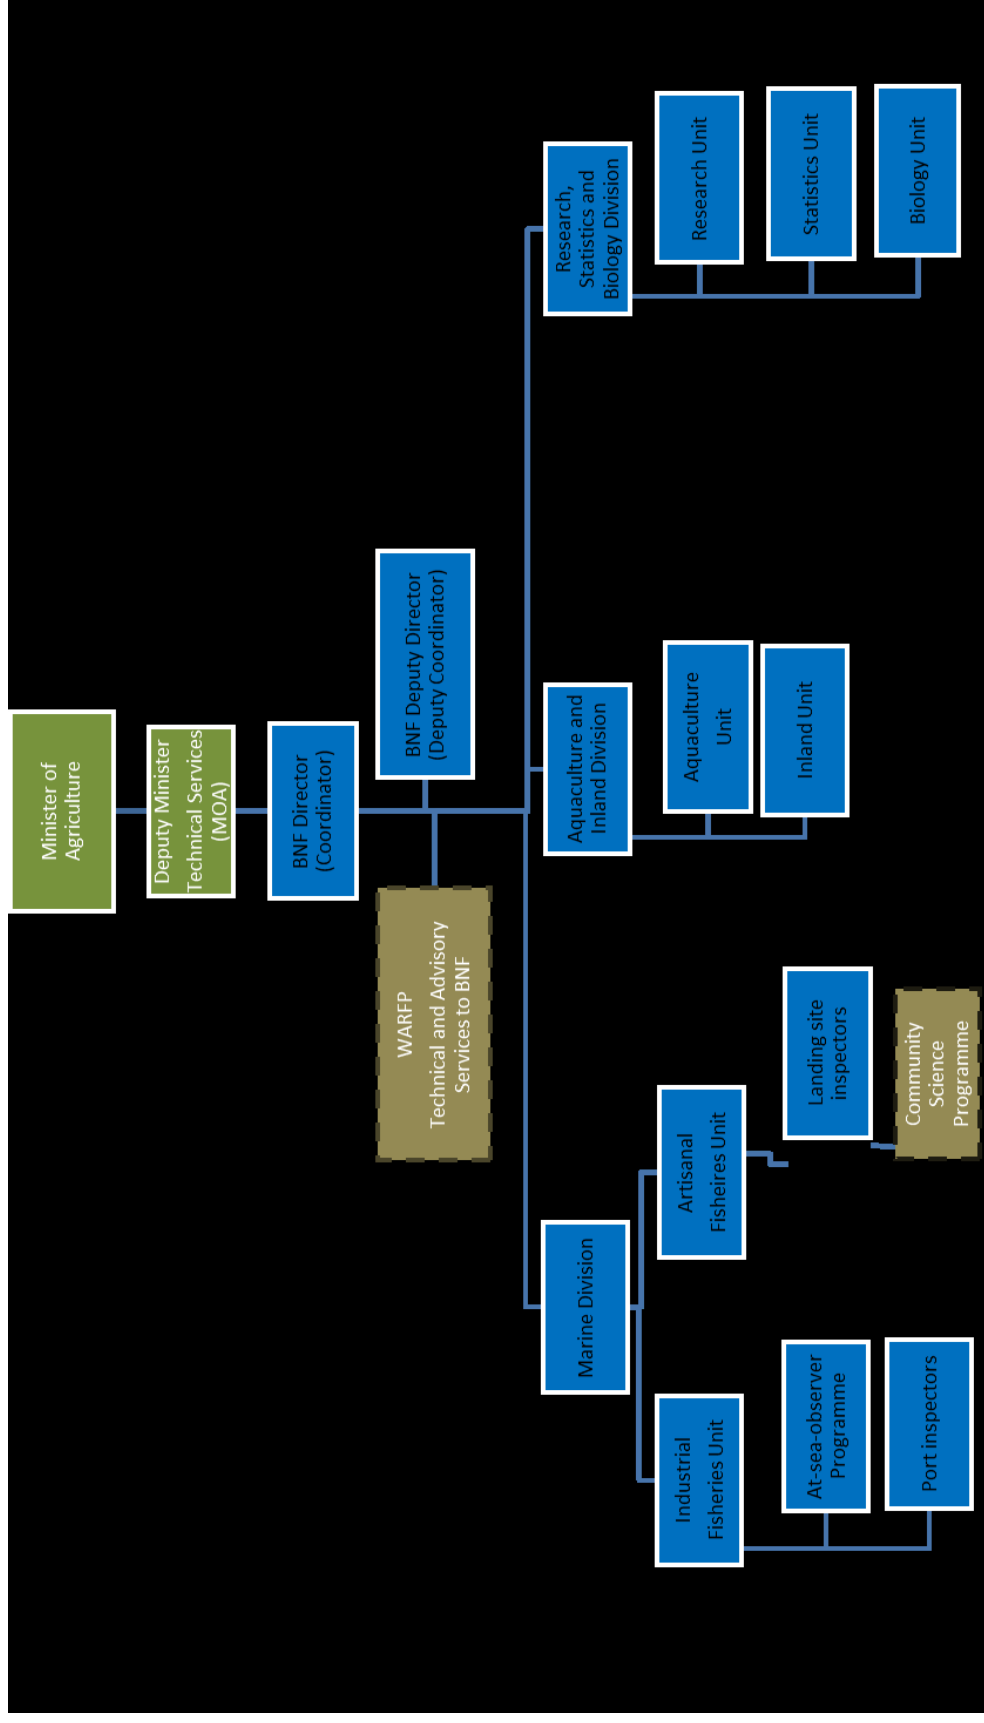 Minister of
Agriculture
Deputy Minister
Technical Services
(MOA)
BNF Director
(Coordinator)
BNF Deputy Director
(Deputy Coordinator)
WARFP
Technical and Advisory
Services to BNF
Marine Division
Aquaculture and
Inland Division
Research,
Statistics and
Biology Division
Industrial
Fisheries Unit
Artisanal
Fisheires Unit
Aquaculture
Unit
Research Unit
At-sea-observer
Programme
Landing site
inspectors
Inland Unit
Statistics Unit
Port inspectors
Community
Science
Programme
Biology Unit